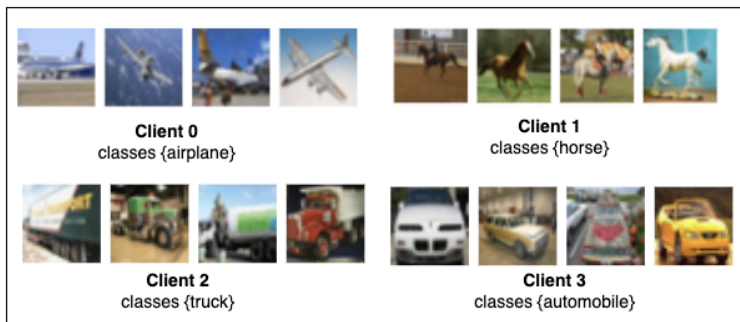 Client 0
classes {airplane}
Client 1
classes {horse}
Client 2
classes {truck}
Client 3
classes {automobile}